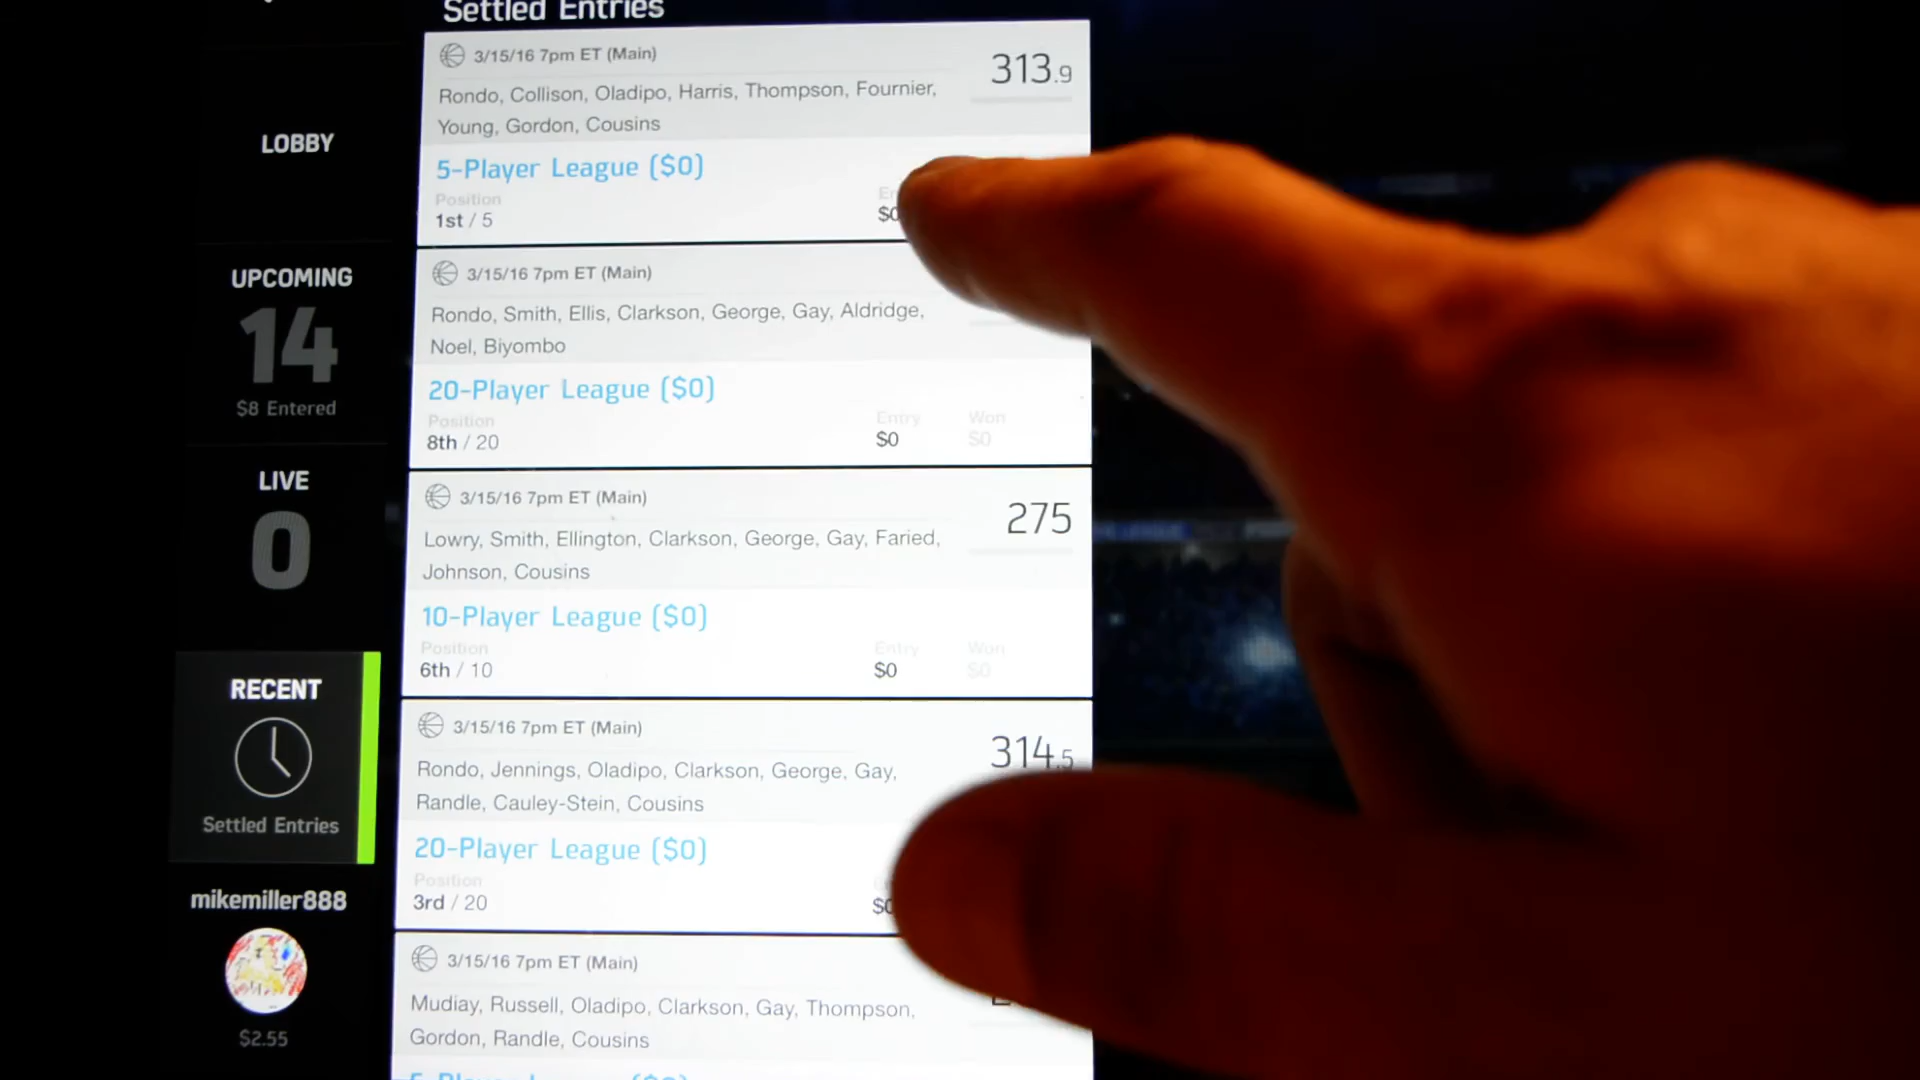 Settled Entries
3/15/16 7pm ET (Main)
313.9
Rondo, Collison, Oladipo, Harris, Thompson, Fournier,
Young, Gordon, Cousins
5-Player League ($0)
Position
1st / 5
$0
3/15/16 7pm ET (Main)
Rondo, Smith, Ellis, Clarkson, George, Gay, Aldridge,
Noel, Biyombo
20-Player League ($0)
Position
Entry
Won
8th / 20
$0
$0
3/15/16 7pm ET (Main)
275
Lowry, Smith, Ellington, Clarkson, George, Gay, Faried,
Johnson, Cousins
10-Player League ($0)
Position
Entry
Won
6th / 10
$0
$0
3/15/16 7pm ET (Main)
314.5
Rondo, Jennings, Oladipo, Clarkson, George, Gay,
Randle, Cauley-Stein, Cousins
20-Player League ($0)
Position
3rd / 20
$0
3/15/16 7pm ET (Main)
Mudiay, Russell, Oladipo, Clarkson, Gay, Thompson,
Gordon, Randle, Cousins
LOBBY
UPCOMING
14
$8 Entered
LIVE
0
RECENT
Settled Entries
mikemiller888
$2.55